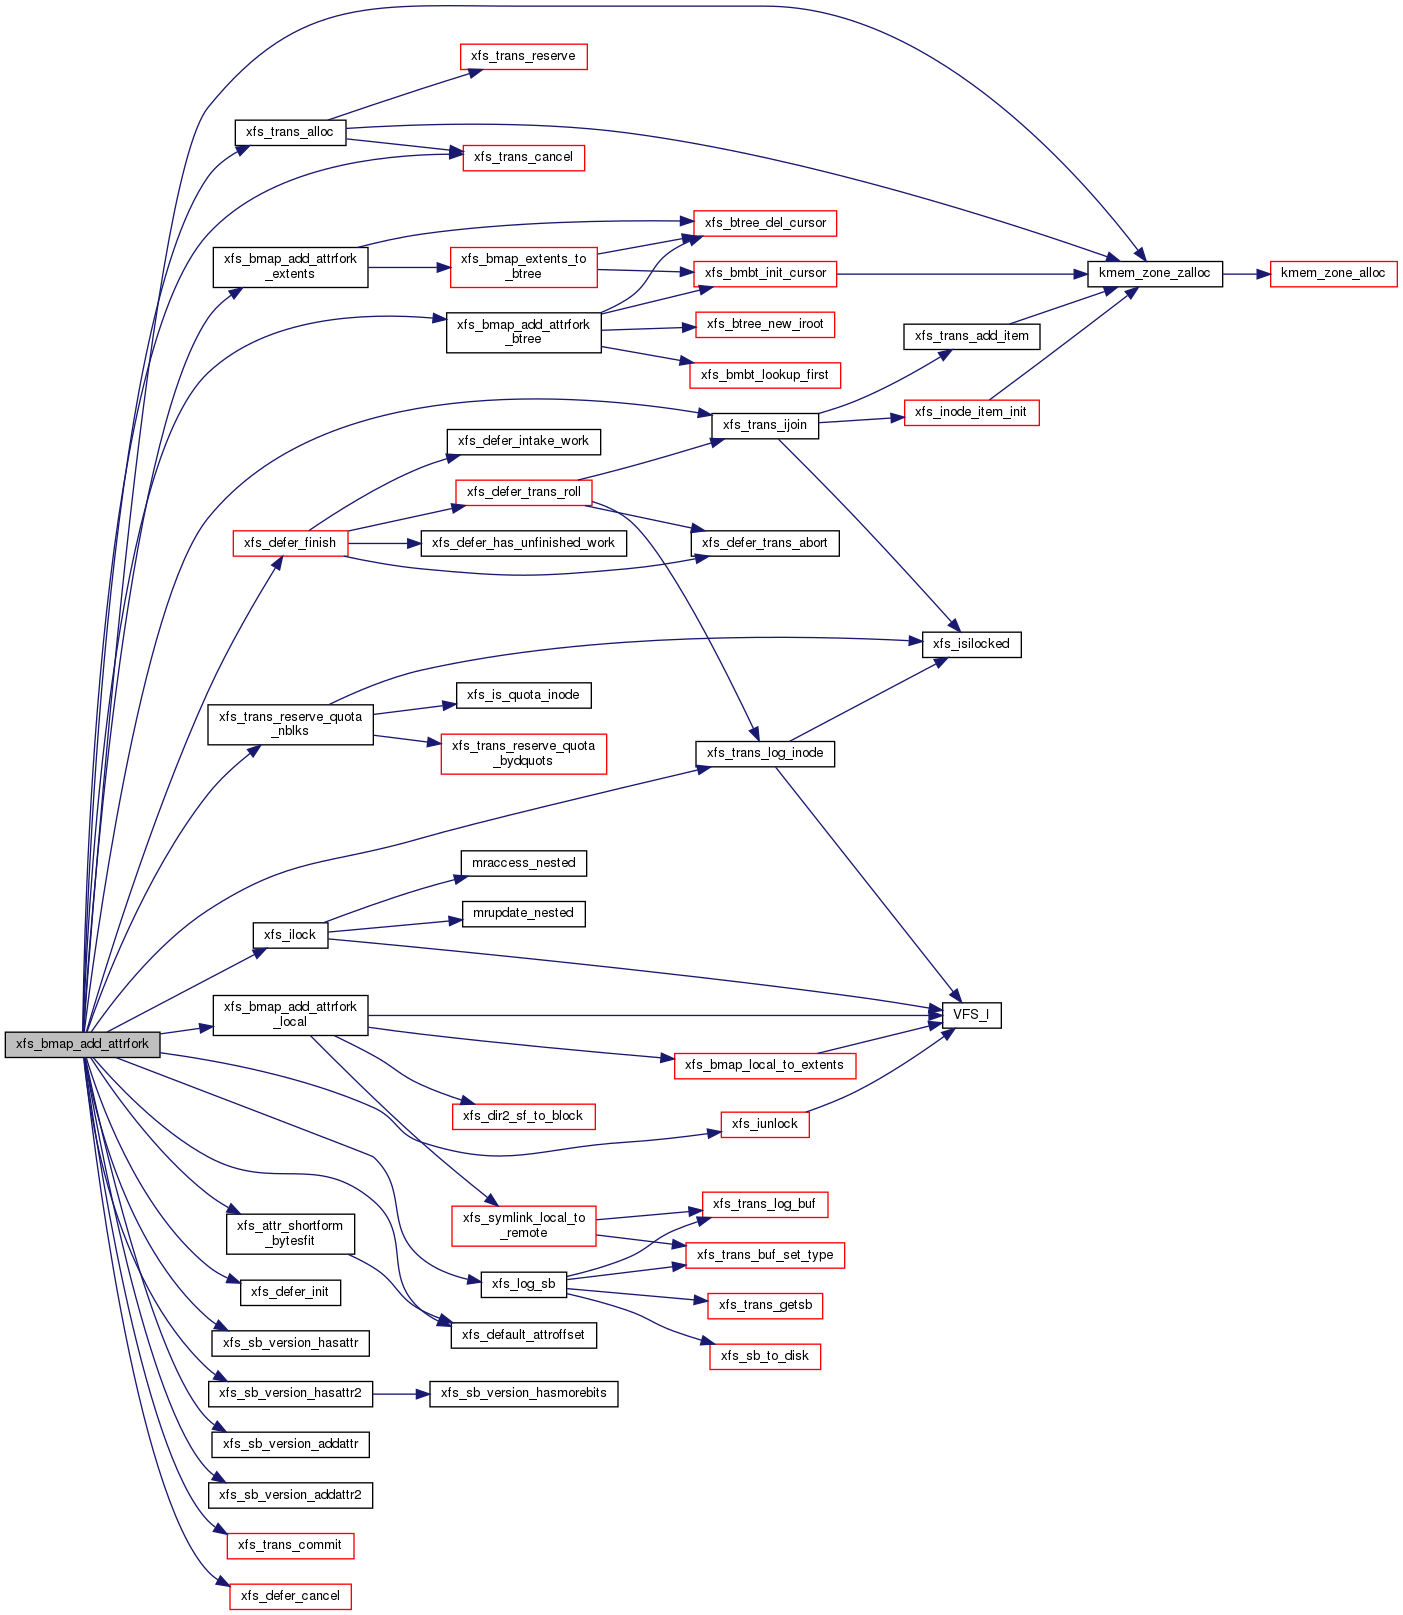 xfs_trans_reserve
xfs_trans_alloc
xfs_trans_cancel
xfs_btree_del_cursor
xfs_bmap_add_attrfork
_extents
xfs_bmap_extents_to
_btree
xfs_bmbt_init_cursor
kmem_zone_zalloc
kmem_zone_alloc
xfs_bmap_add_attrfork
_btree
xfs_btree_new_iroot
xfs_trans_add_item
xfs_bmbt_lookup_first
xfs_inode_item_init
xfs_trans_ijoin
xfs_defer_intake_work
xfs_defer_trans_roll
xfs_defer_finish
xfs_defer_has_unfinished_work
xfs_defer_trans_abort
xfs_isilocked
xfs_is_quota_inode
xfs_trans_reserve_quota
_nblks
xfs_trans_reserve_quota
_bydquots
xfs_trans_log_inode
mraccess_nested
mrupdate_nested
xfs_ilock
xfs_bmap_add_attrfork
_local
VFS_I
xfs_bmap_add_attrfork
xfs_bmap_local_to_extents
xfs_dir2_sf_to_block
xfs_iunlock
xfs_trans_log_buf
xfs_symlink_local_to
_remote
xfs_attr_shortform
_bytesfit
xfs_trans_buf_set_type
xfs_log_sb
xfs_defer_init
xfs_trans_getsb
xfs_default_attroffset
xfs_sb_version_hasattr
xfs_sb_to_disk
xfs_sb_version_hasattr2
xfs_sb_version_hasmorebits
xfs_sb_version_addattr
xfs_sb_version_addattr2
xfs_trans_commit
xfs_defer_cancel